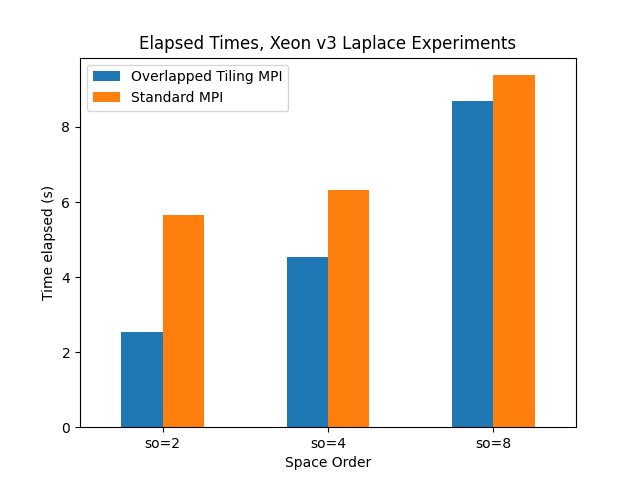 Elapsed Times, Xeon v3 Laplace Experiments
Overlapped Tiling MPI
Standard MPI
Time elapsed (s)
8
6
4
2
0
so=2
so=4
so=8
Space Order